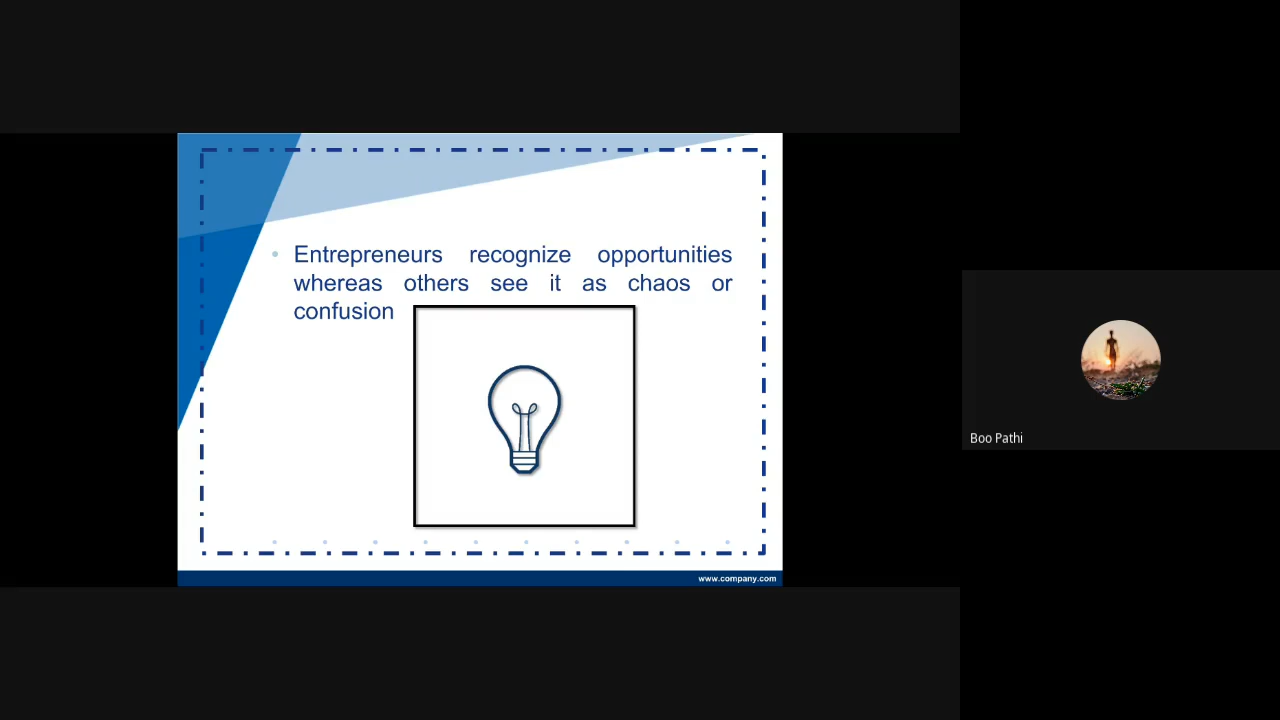 Entrepreneurs recognize opportunities
whereas others see it as chaos or
confusion
www.company.com
Boo Pathi